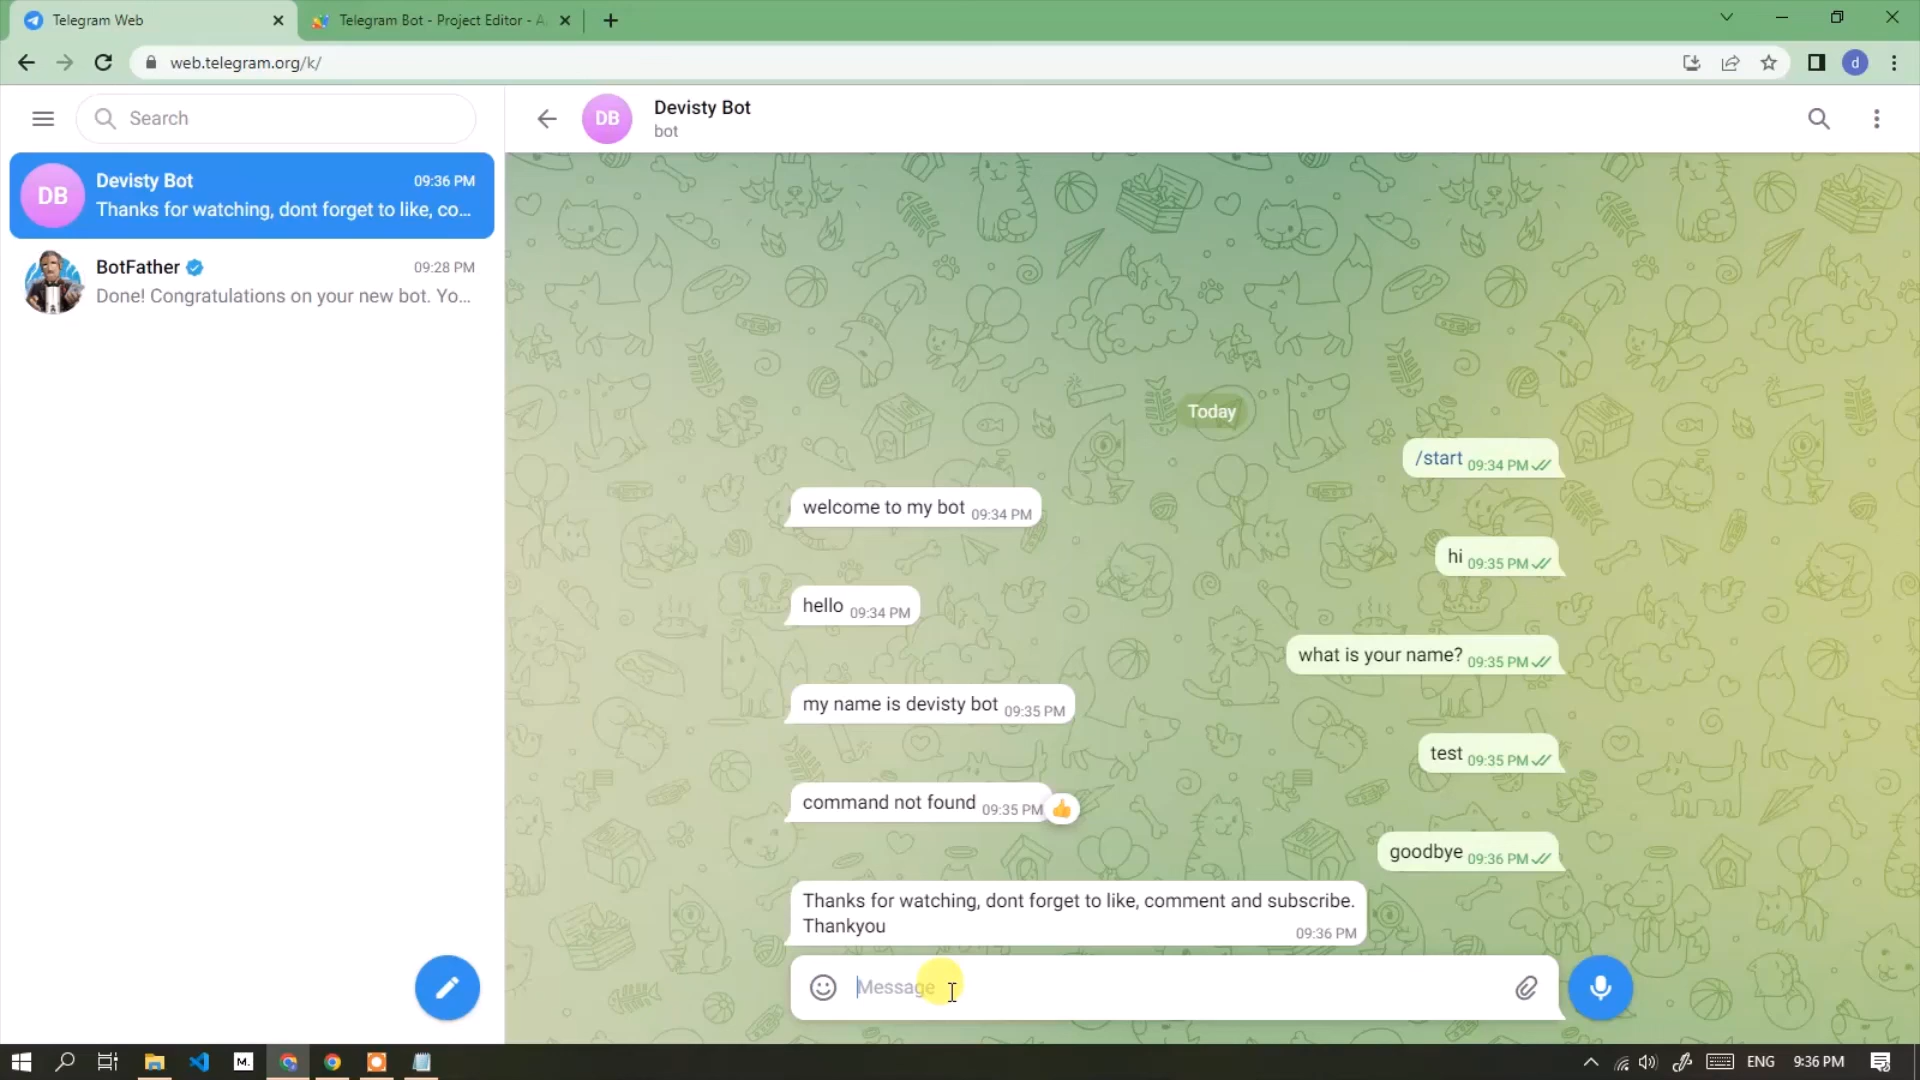 Telegram Web
Telegram Bot - Project Editor - A
web.telegram.org/k/
d
Search
DB
Devisty Bot
09:36 PM
Thanks for watching, dont forget to like, co...
BotFather
09:28 PM
Done! Congratulations on your new bot. Yo...
DB
Devisty Bot
bot
Today
/start 09:34 PM
welcome to my bot 09:34 PM
hi 09:35 PM
hello 09:34 PM
what is your name? 09:35 PM
my name is devisty bot 09:35 PM
test 09:35 PM
command not found 09:35 PM
goodbye 09:36 PM
Thanks for watching, dont forget to like, comment and subscribe.
Thankyou
09:36 PM
Message
M.
ENG
9:36 PM